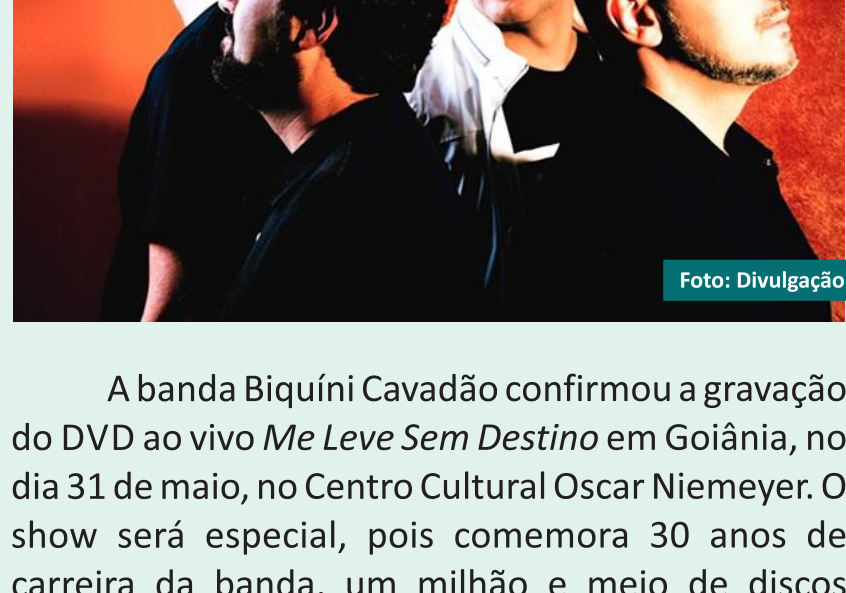 Foto: Divulgação
A banda Biquíni Cavadão confirmou a gravação
do DVD ao vivo Me Leve Sem Destino em Goiânia, no
dia 31 de maio, no Centro Cultural Oscar Niemeyer. O
show será especial, pois comemora 30 anos de
carreira da banda, um milhão e meio de discos